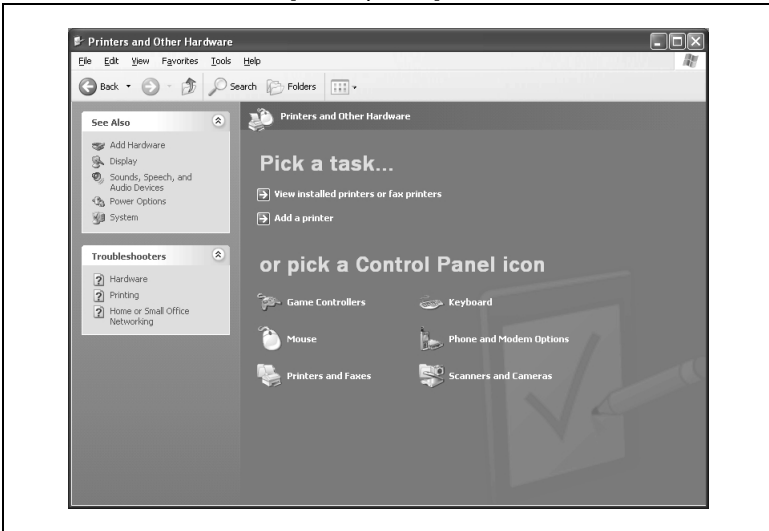 Printers and Other Hardware
File Edit View Favorites Tools Help
Back Search Folders
See Also
Add Hardware
Display
Sounds, Speech, and
Audio Devices
Power Options
System
Troubleshooters
Hardware
Printing
Home or Small Office
Networking
Printers and Other Hardware
Pick a task...
View installed printers or fax printers
Add a printer
or pick a Control Panel icon
Game Controllers Keyboard
Mouse Phone and Modem Options
Printers and Faxes Scanners and Cameras